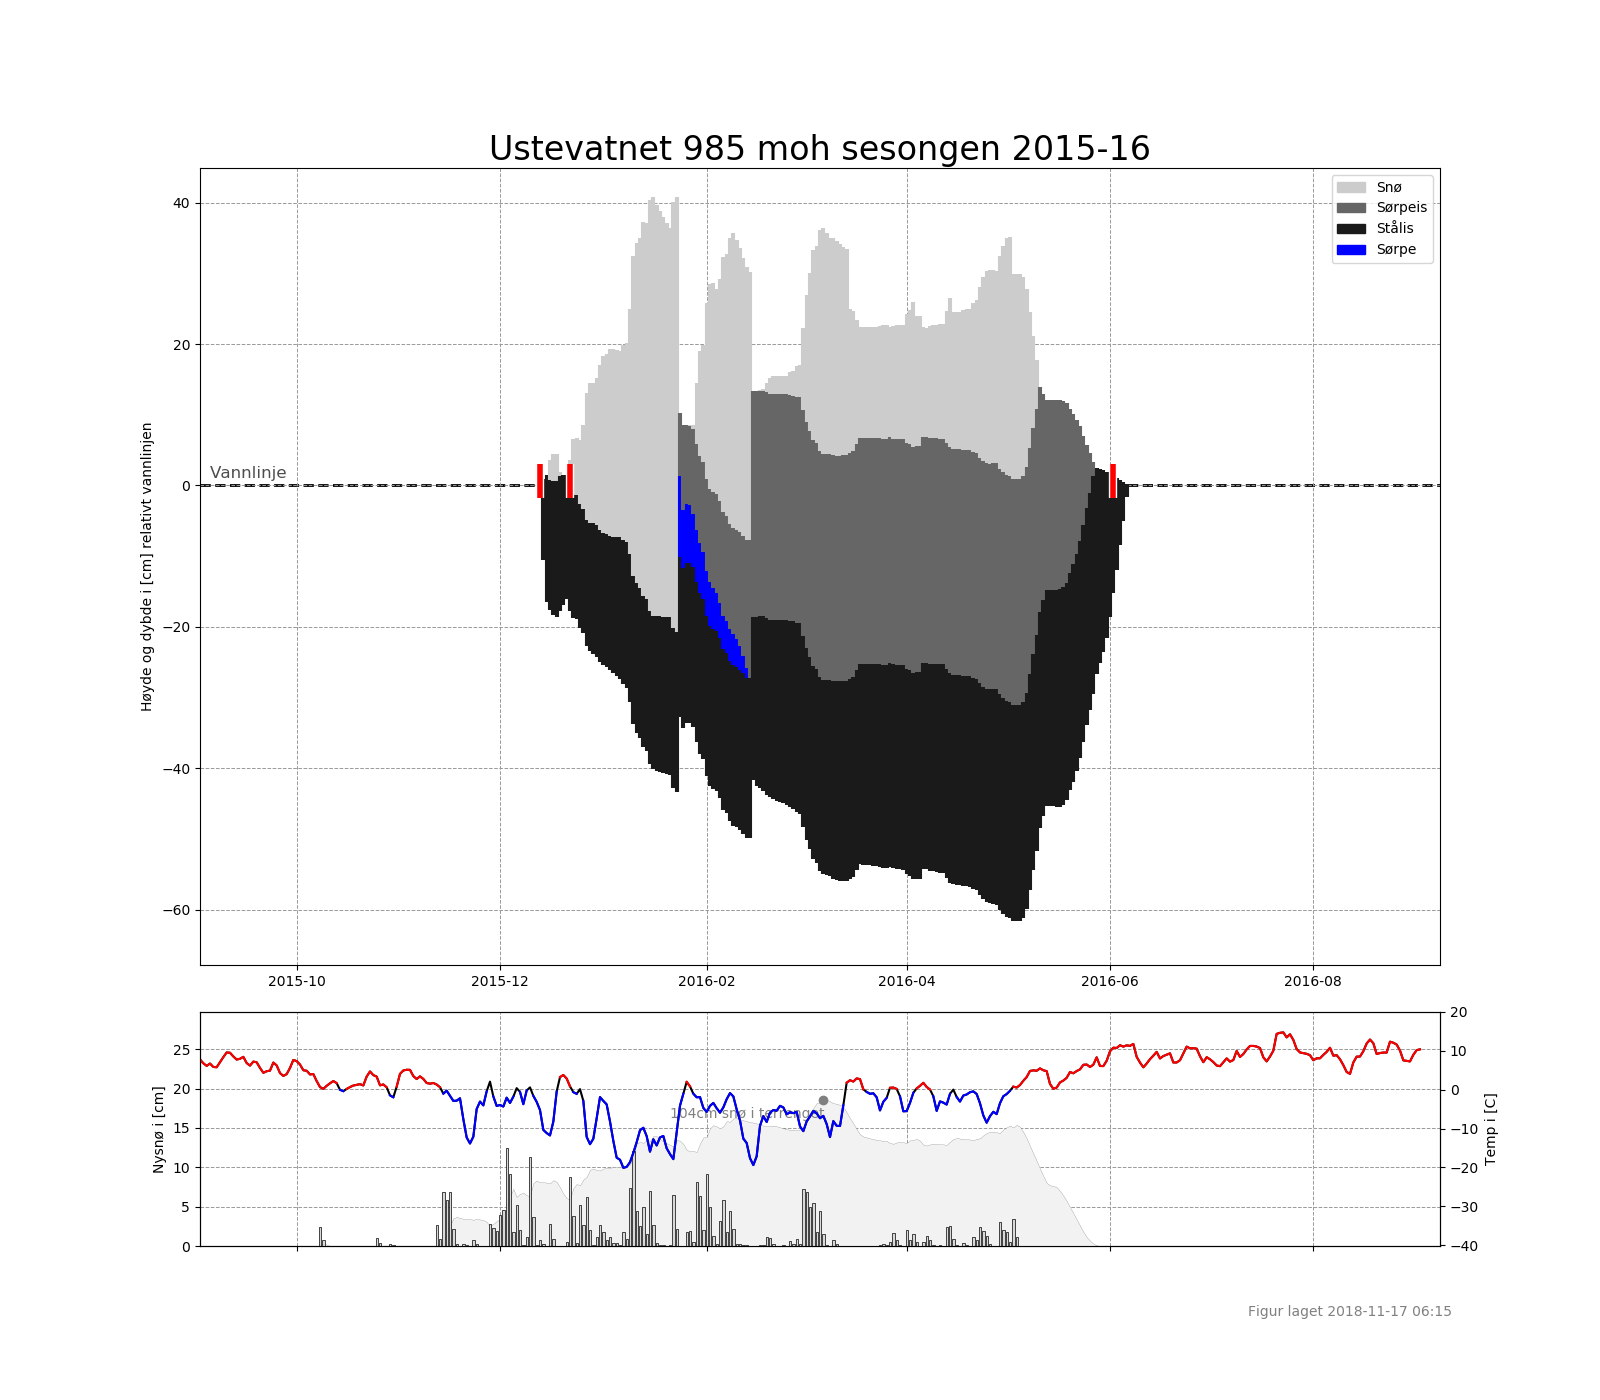 Ustevatnet 985 moh sesongen 2015-16
Snø
Sørpeis
Stålis
Sørpe
40
20
0
−20
−40
−60
Høyde og dybde i [cm] relativt vannlinjen
Vannlinje
2015-10 2015-12 2016-02 2016-04 2016-06 2016-08
25
20
15
10
5
0
Nysnø i [cm]
104cm snø i terrenget
20
10
0
−10
−20
−30
−40
Temp i [C]
Figur laget 2018-11-17 06:15